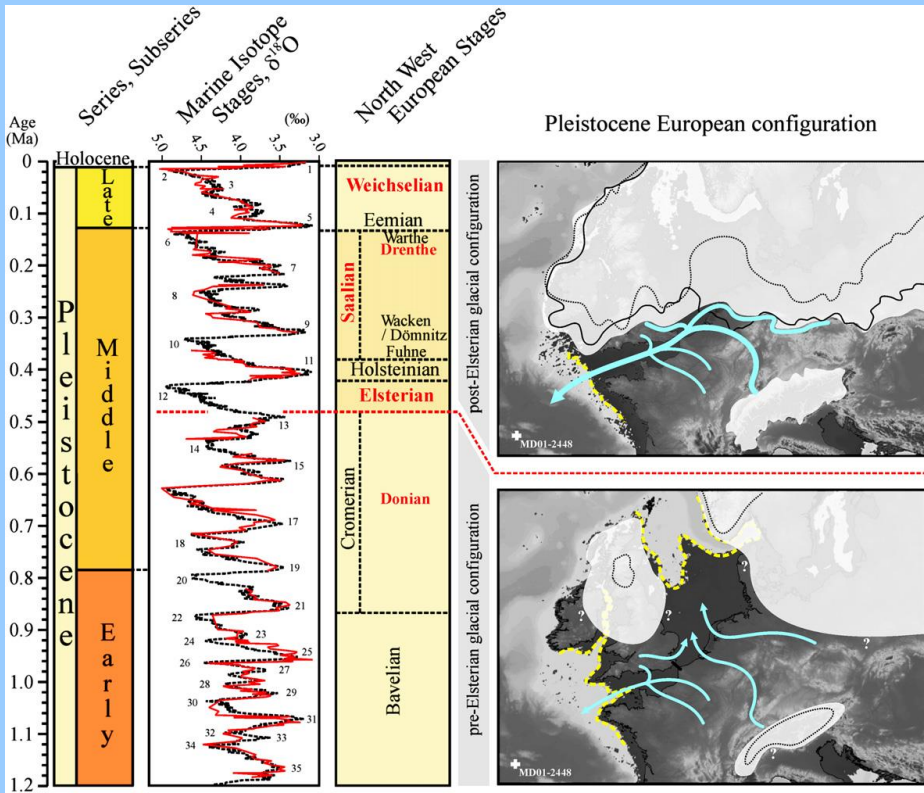 Series, Subseries
Marine Isotope
Stages, δ¹⁸O
North West
European Stages
Age
(Ma)
(‰)
5.0
4.5
4.0
3.5
3.0
Pleistocene European configuration
0
0.1
0.2
0.3
0.4
0.5
0.6
0.7
0.8
0.9
1.0
1.1
1.2
Holocene
Pleistocene
Late
Middle
Early
1
2
3
4
5
6
7
8
9
10
11
12
13
14
15
17
18
19
20
21
22
23
24
25
26
27
28
29
30
31
32
33
34
35
Weichselian
Eemian
Warthe
Drenthe
Saalian
Wacken
/ Dömnitz
Fuhne
Holsteinian
Elsterian
Cromerian
Donian
Bavelian
post-Elsterian glacial configuration
pre-Elsterian glacial configuration
MD01-2448
?
?
?
?
?
MD01-2448